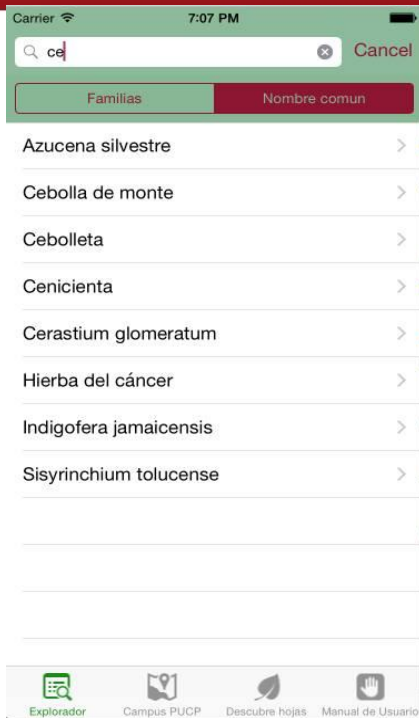 Carrier 7:07 PM
ce Cancel
Familias Nombre comun
Azucena silvestre
Cebolla de monte
Cebolleta
Cenicienta
Cerastium glomeratum
Hierba del cáncer
Indigofera jamaicensis
Sisyrinchium tolucense
Explorador Campus PUCP Descubre hojas Manual de Usuario